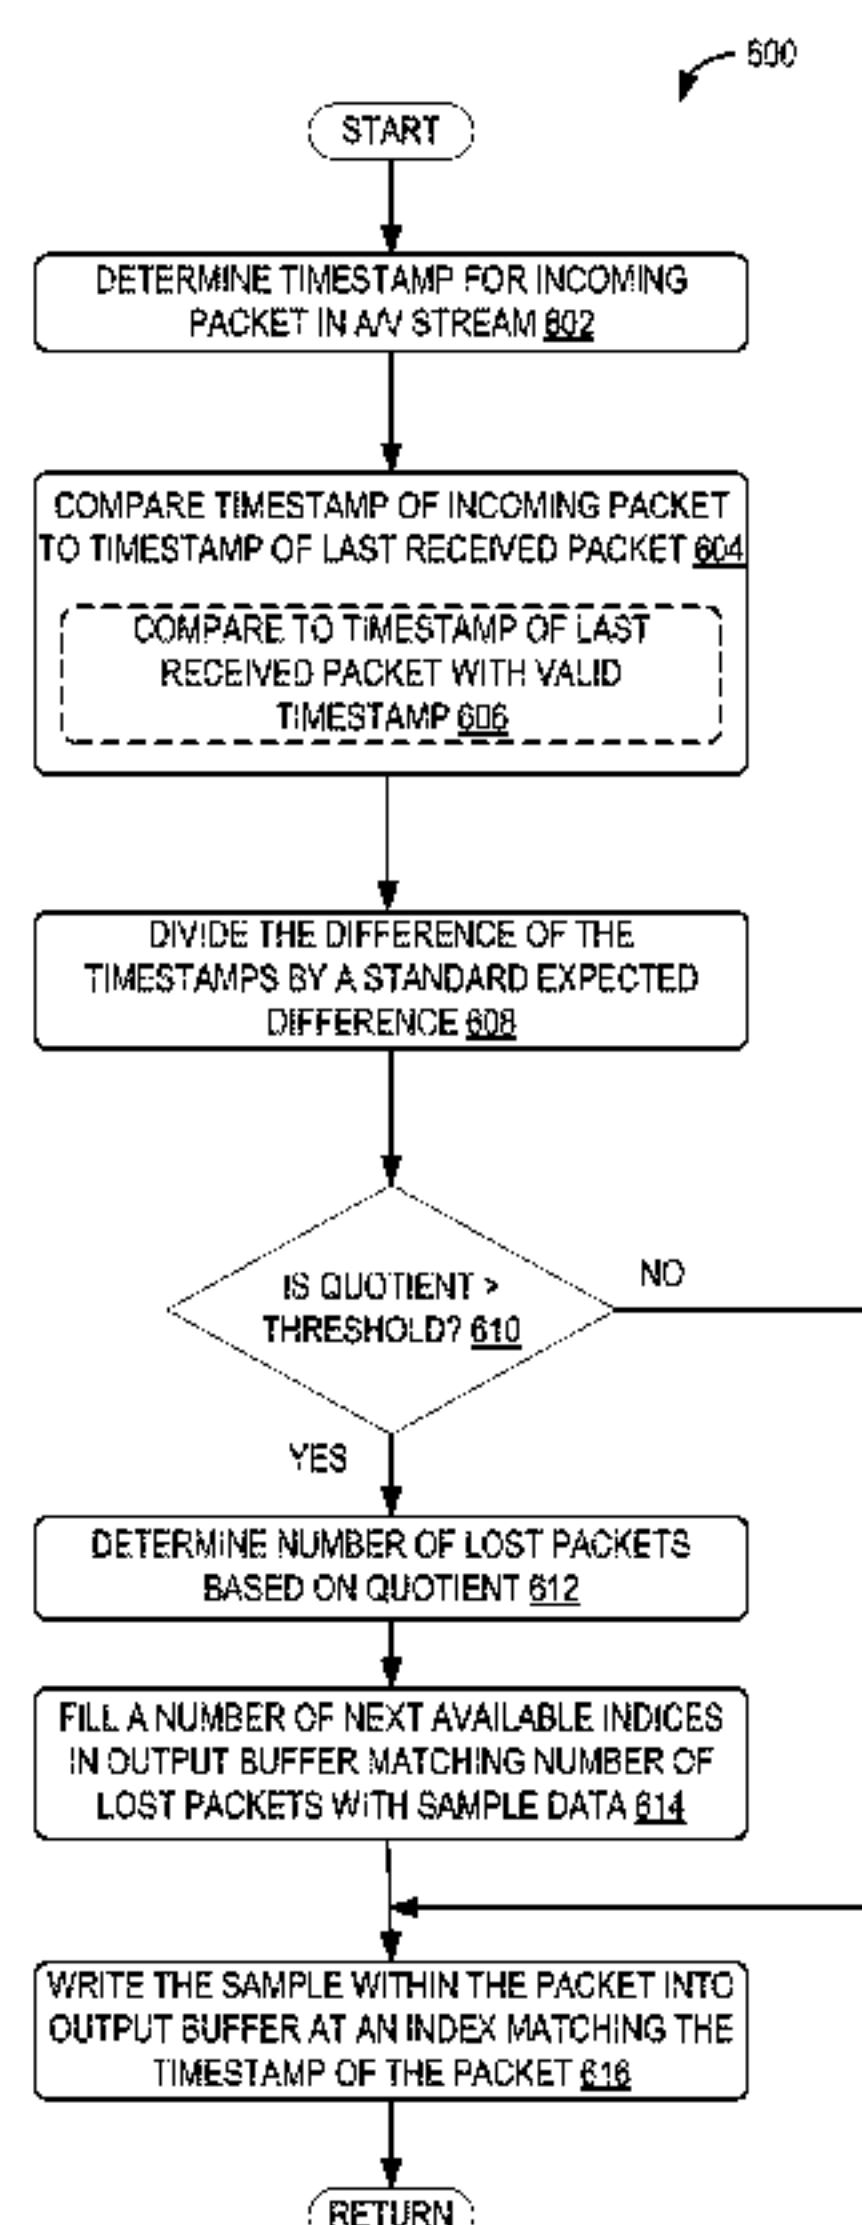 600
START
DETERMINE TIMESTAMP FOR INCOMING
PACKET IN A/V STREAM 602
COMPARE TIMESTAMP OF INCOMING PACKET
TO TIMESTAMP OF LAST RECEIVED PACKET 604
COMPARE TO TIMESTAMP OF LAST
RECEIVED PACKET WITH VALID
TIMESTAMP 606
DIVIDE THE DIFFERENCE OF THE
TIMESTAMPS BY A STANDARD EXPECTED
DIFFERENCE 608
IS QUOTIENT >
THRESHOLD? 610
NO
YES
DETERMINE NUMBER OF LOST PACKETS
BASED ON QUOTIENT 612
FILL A NUMBER OF NEXT AVAILABLE INDICES
IN OUTPUT BUFFER MATCHING NUMBER OF
LOST PACKETS WITH SAMPLE DATA 614
WRITE THE SAMPLE WITHIN THE PACKET INTO
OUTPUT BUFFER AT AN INDEX MATCHING THE
TIMESTAMP OF THE PACKET 616
RETURN